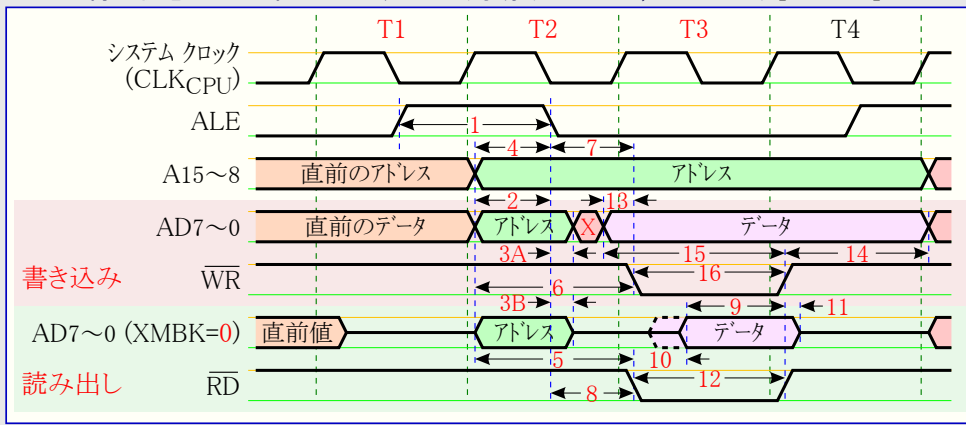 T1 T2 T3 T4
システム クロック
(CLKCPU)
ALE
1
4 7
A15～8 直前のアドレス アドレス
2 13
AD7～0 直前のデータ アドレス X データ
3A 15 14
書き込み WR 16
6
3B 9 11
AD7～0 (XMBK=0) 直前値 アドレス データ
5 10
読み出し RD 12
8